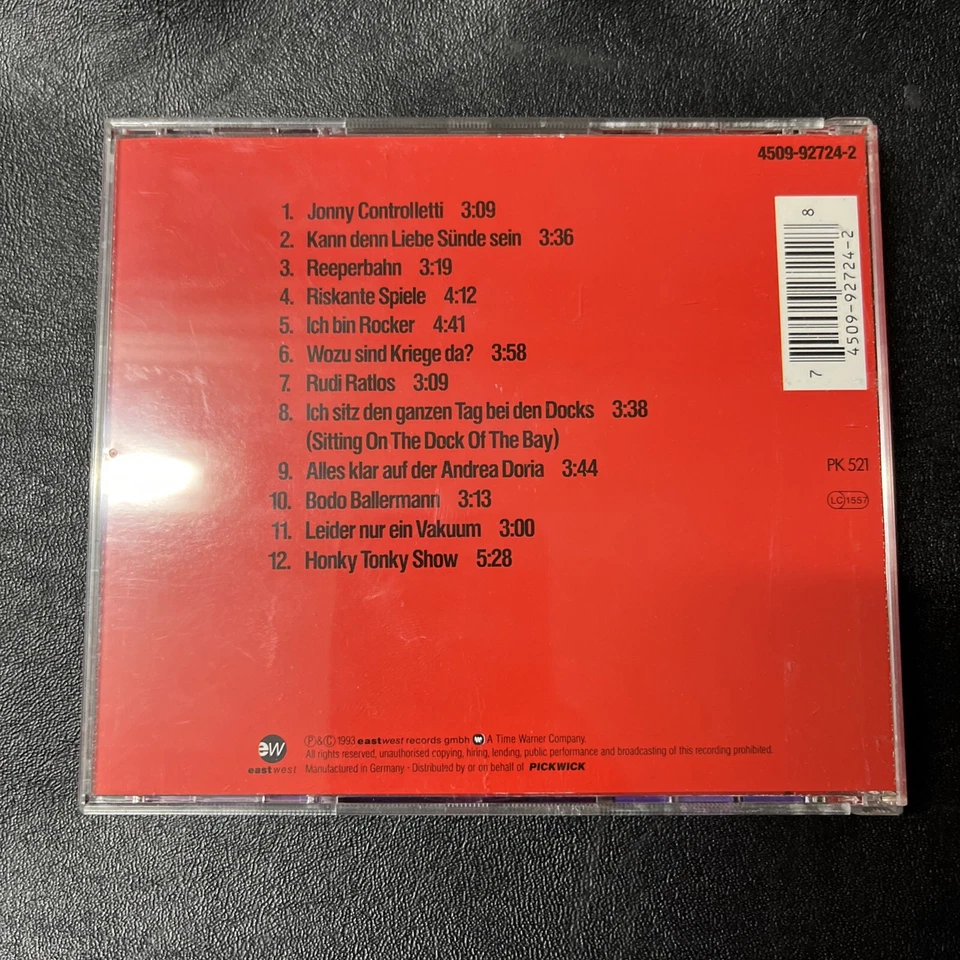 4509-92724-2
1. Jonny Controlletti 3:09
2. Kann denn Liebe Sünde sein 3:36
3. Reeperbahn 3:19
4. Riskante Spiele 4:12
5. Ich bin Rocker 4:41
6. Wozu sind Kriege da? 3:58
7. Rudi Ratlos 3:09
8. Ich sitz den ganzen Tag bei den Docks 3:38
(Sitting On The Dock Of The Bay)
9. Alles klar auf der Andrea Doria 3:44
10. Bodo Ballermann 3:13
11. Leider nur ein Vakuum 3:00
12. Honky Tonky Show 5:28
7 4509-92724-2 8
PK 521
LC 1557
ew
eastwest
Ⓟ&Ⓒ 1993 eastwest records gmbh W A Time Warner Company.
All rights reserved, unauthorised copying, hiring, lending, public performance and broadcasting of this recording prohibited.
Manufactured in Germany · Distributed by or on behalf of PICKWICK